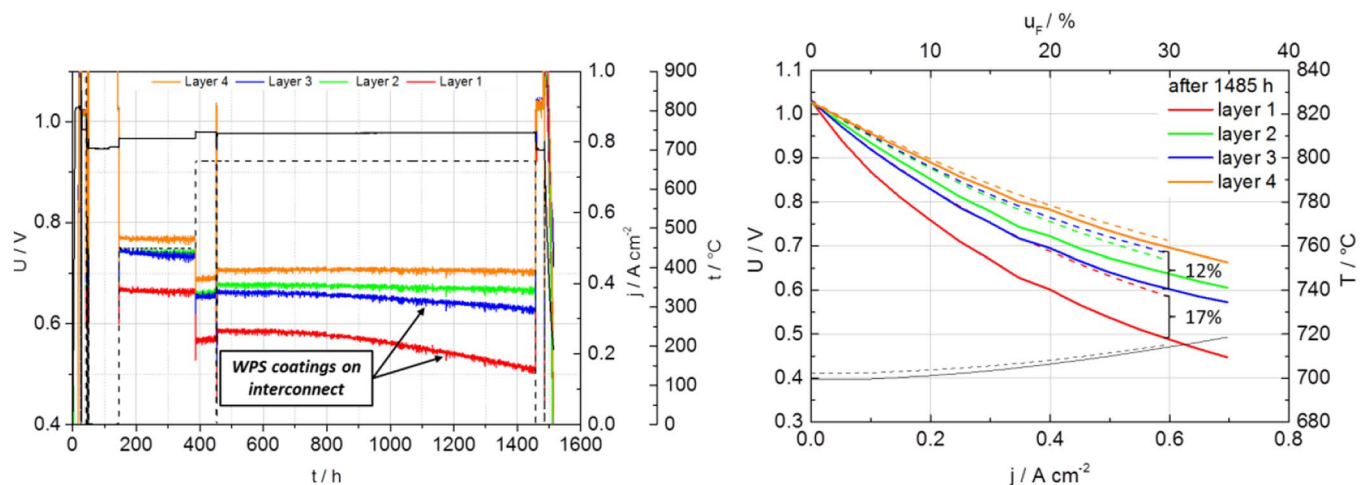 Layer 4 Layer 3 Layer 2 Layer 1
U / V
1.0
0.8
0.6
0.4
WPS coatings on
interconnect
0 200 400 600 800 1000 1200 1400 1600
t / h
1.0
0.8
0.6
0.4
0.2
0.0
j / A cm-2
900
800
700
600
500
400
300
200
100
0
t / °C
uF / %
0 10 20 30 40
U / V
1.1
1.0
0.9
0.8
0.7
0.6
0.5
0.4
0.3
after 1485 h
layer 1
layer 2
layer 3
layer 4
12%
17%
840
820
800
780
760
740
720
700
680
T / °C
0.0 0.2 0.4 0.6 0.8
j / A cm-2